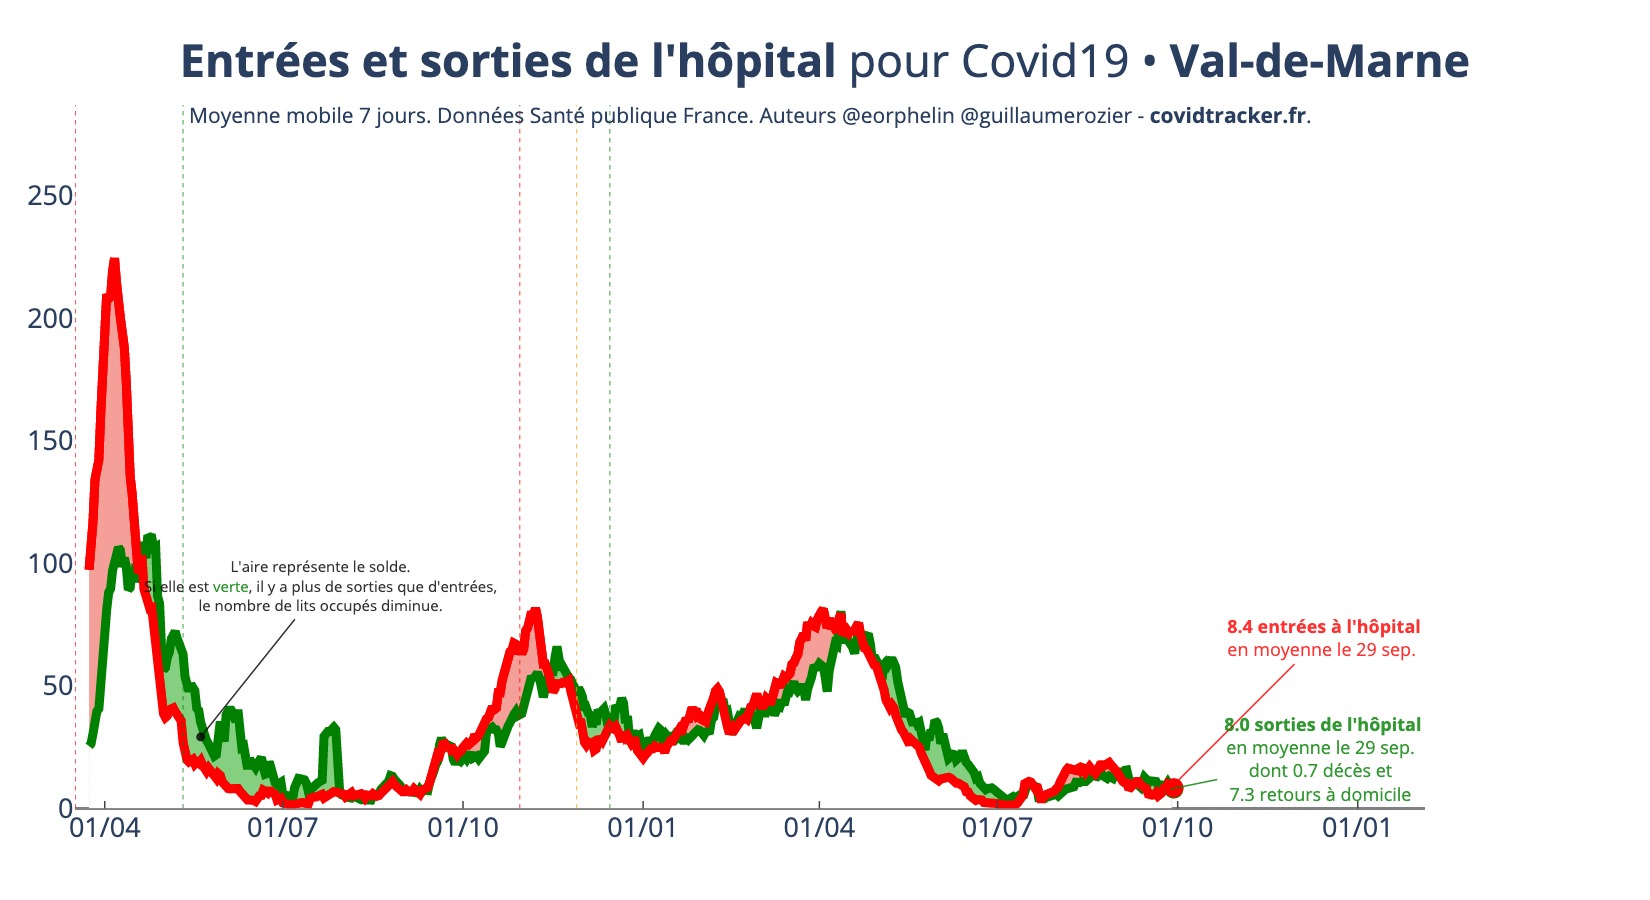 Entrées et sorties de l'hôpital pour Covid19 • Val-de-Marne
Moyenne mobile 7 jours. Données Santé publique France. Auteurs @eorphelin @guillaumerozier - covidtracker.fr.
250
200
150
100
50
0
L'aire représente le solde.
Si elle est verte, il y a plus de sorties que d'entrées,
le nombre de lits occupés diminue.
8.4 entrées à l'hôpital
en moyenne le 29 sep.
8.0 sorties de l'hôpital
en moyenne le 29 sep.
dont 0.7 décès et
7.3 retours à domicile
01/04 01/07 01/10 01/01 01/04 01/07 01/10 01/01